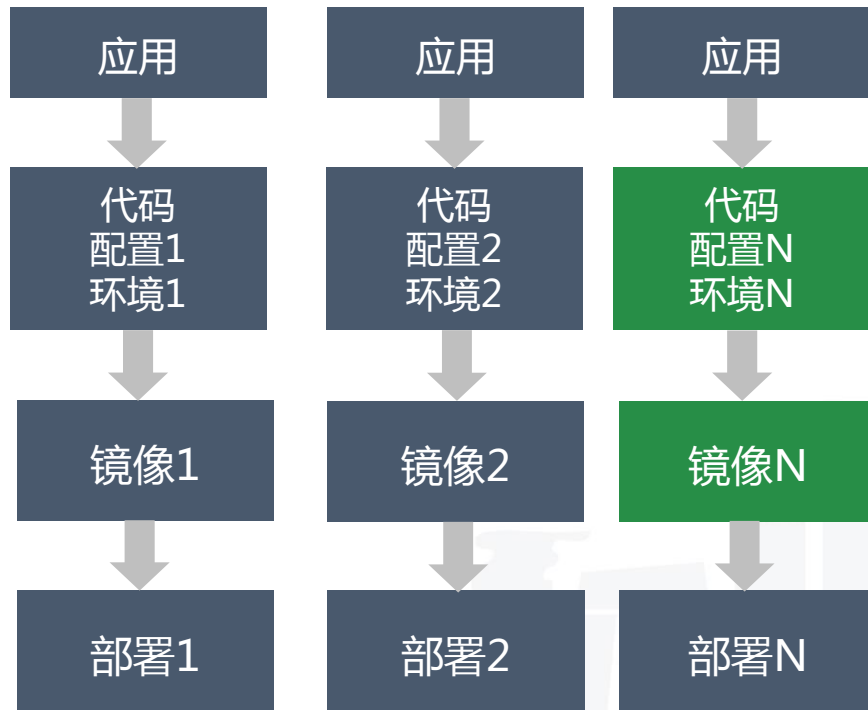 应用
应用
应用
代码
配置1
环境1
代码
配置2
环境2
代码
配置N
环境N
镜像1
镜像2
镜像N
部署1
部署2
部署N